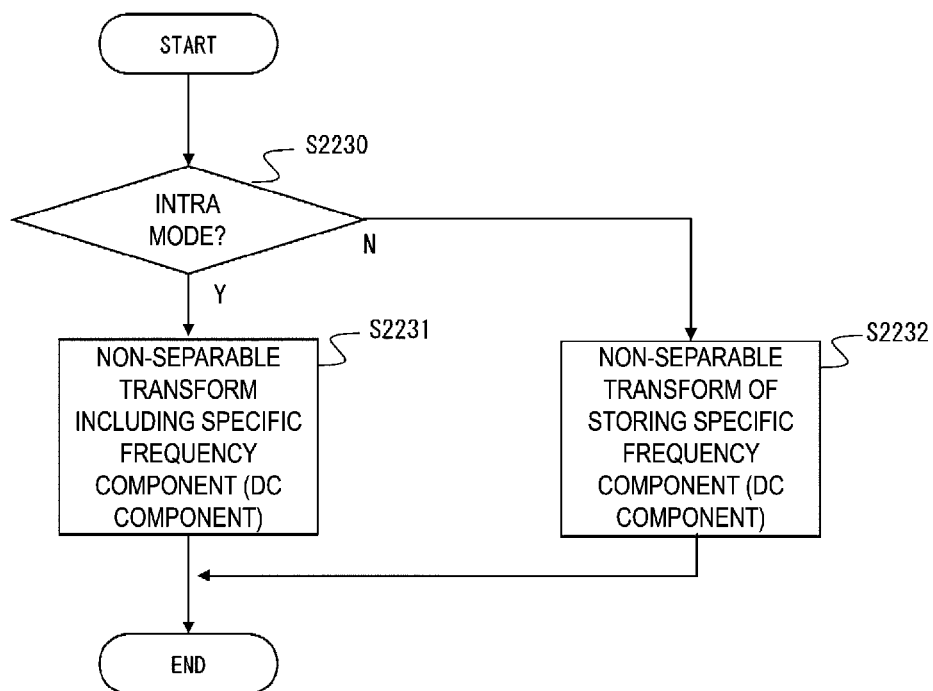 START
S2230
INTRA
MODE?
N
Y
S2231
NON-SEPARABLE
TRANSFORM
INCLUDING SPECIFIC
FREQUENCY
COMPONENT (DC
COMPONENT)
S2232
NON-SEPARABLE
TRANSFORM OF
STORING SPECIFIC
FREQUENCY
COMPONENT (DC
COMPONENT)
END